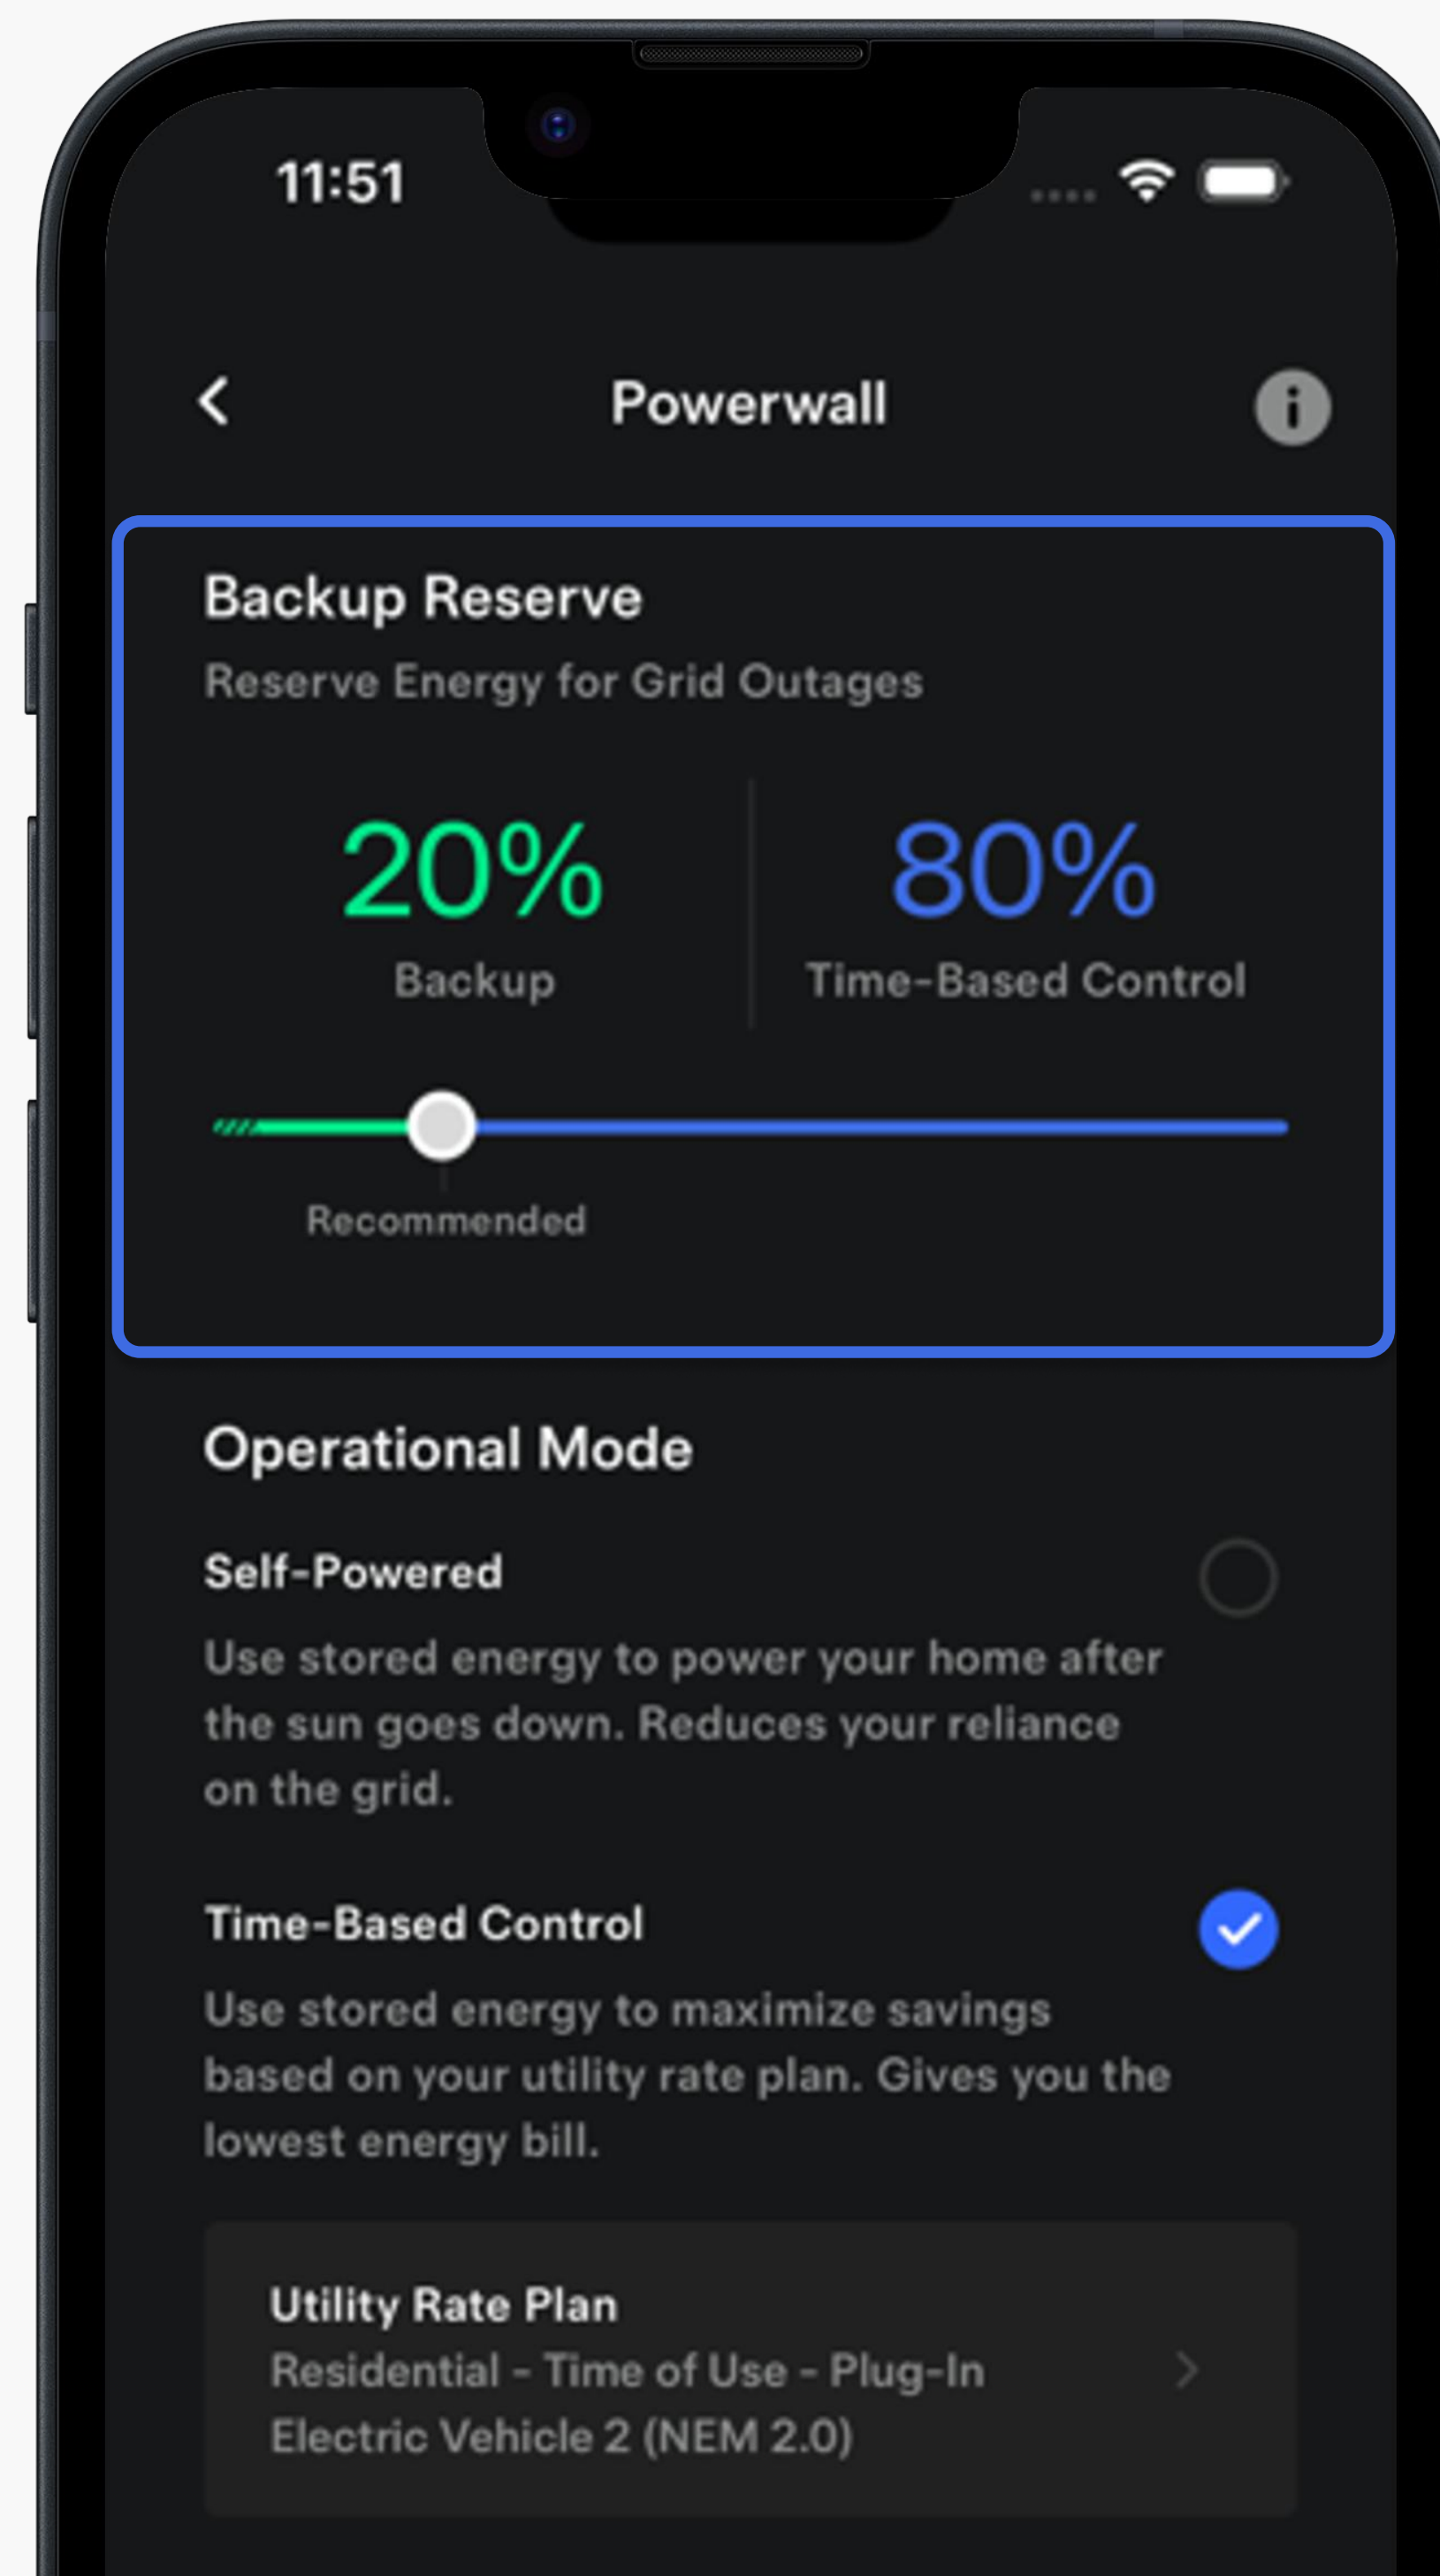 11:51
Powerwall
Backup Reserve
Reserve Energy for Grid Outages
20%
Backup
80%
Time-Based Control
Recommended
Operational Mode
Self-Powered
Use stored energy to power your home after
the sun goes down. Reduces your reliance
on the grid.
Time-Based Control
Use stored energy to maximize savings
based on your utility rate plan. Gives you the
lowest energy bill.
Utility Rate Plan
Residential - Time of Use - Plug-In
Electric Vehicle 2 (NEM 2.0)